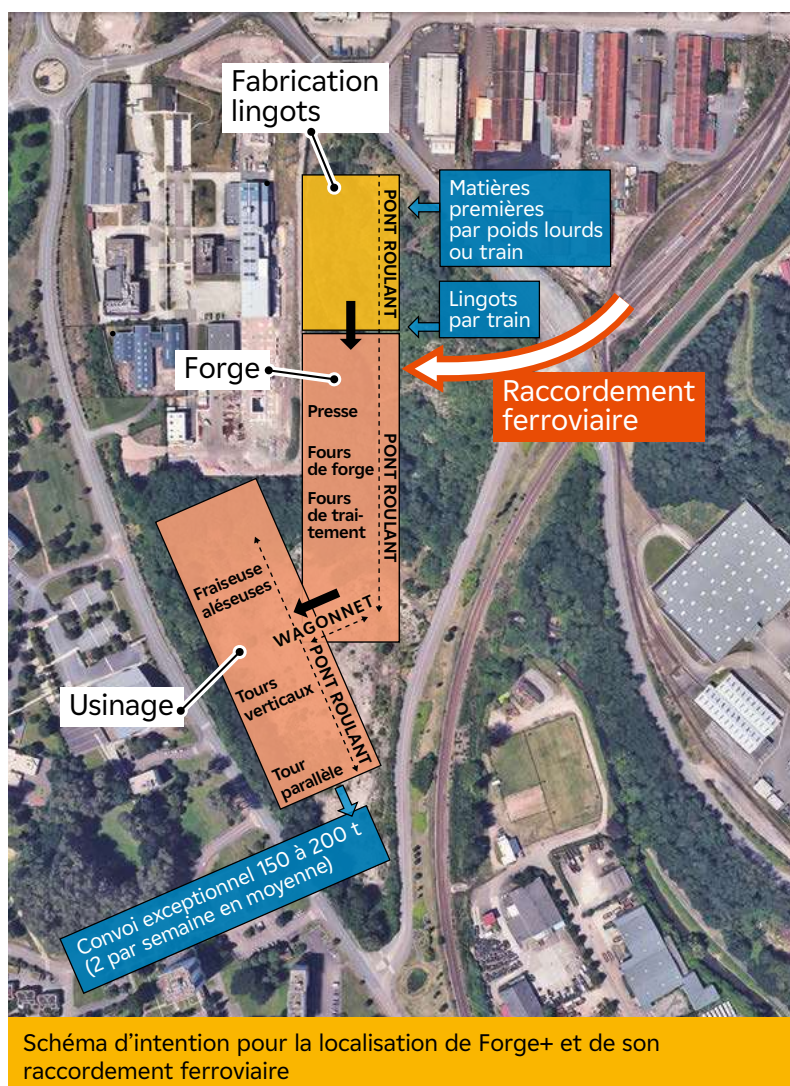 Fabrication
lingots
PONT ROULANT
Matières
premières
par poids lourds
ou train
Lingots
par train
Raccordement
ferroviaire
Forge
Presse
Fours
de forge
Fours
de trai-
tement
PONT ROULANT
WAGONNET
Fraiseuse
aléseuses
Usinage
Tours
verticaux
PONT ROULANT
Tour
parallèle
Convoi exceptionnel 150 à 200 t
(2 par semaine en moyenne)
Schéma d’intention pour la localisation de Forge+ et de son
raccordement ferroviaire